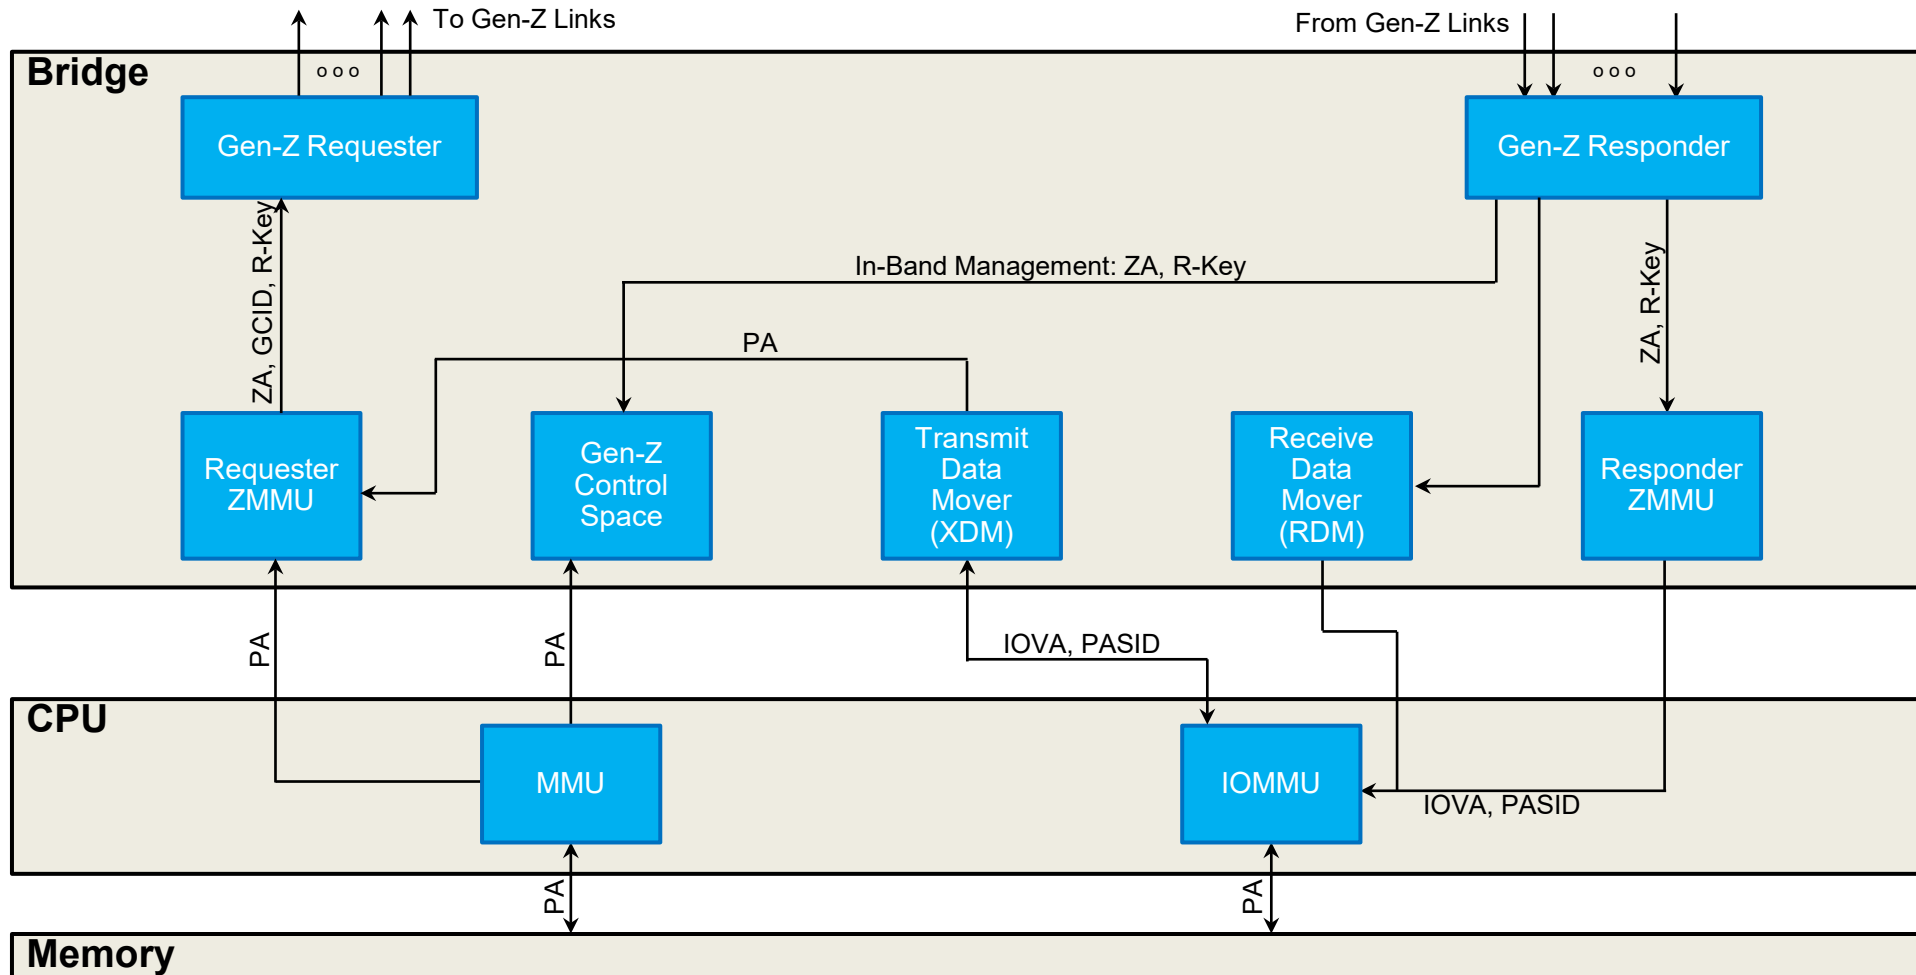 To Gen-Z Links
From Gen-Z Links
Bridge
o o o
o o o
Gen-Z Requester
Gen-Z Responder
ZA, GCID, R-Key
In-Band Management: ZA, R-Key
ZA, R-Key
PA
Requester
ZMMU
Gen-Z
Control
Space
Transmit
Data
Mover
(XDM)
Receive
Data
Mover
(RDM)
Responder
ZMMU
PA
PA
IOVA, PASID
CPU
MMU
IOMMU
IOVA, PASID
PA
PA
Memory